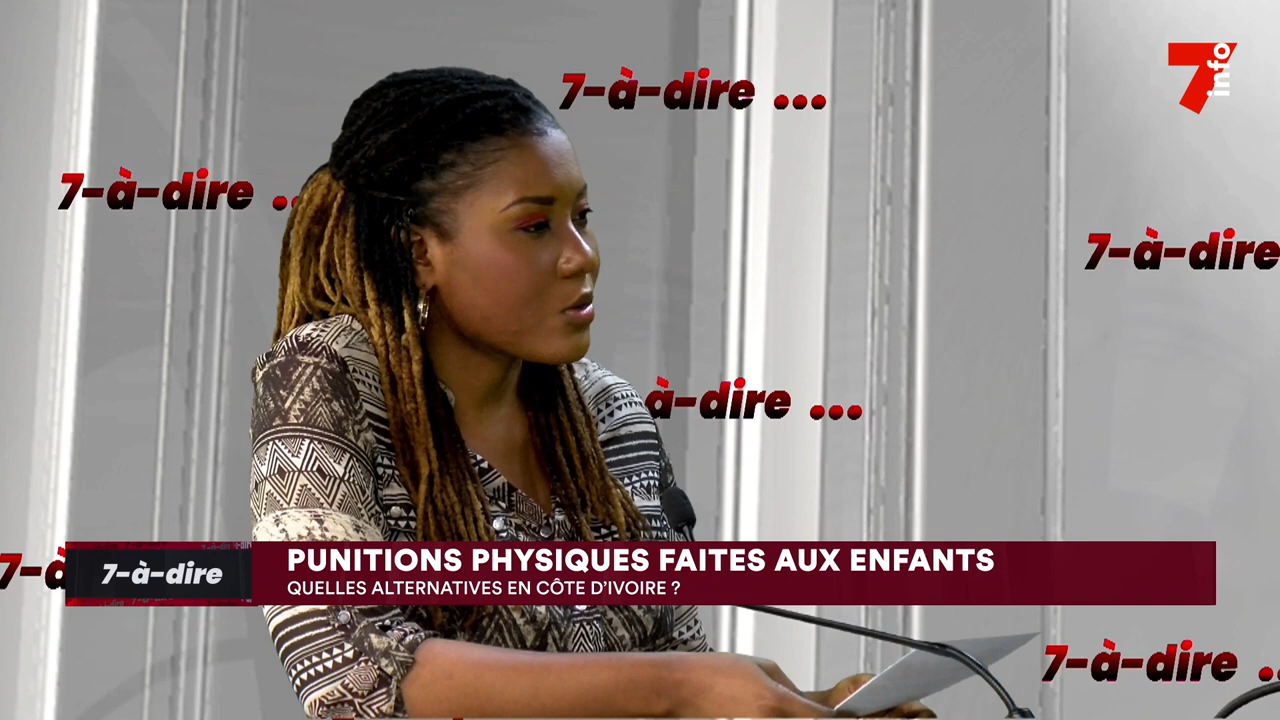 7 info
7-à-dire ...
7-à-dire ..
7-à-dire
à-dire ...
7-à
7-à-dire
PUNITIONS PHYSIQUES FAITES AUX ENFANTS
QUELLES ALTERNATIVES EN CÔTE D'IVOIRE ?
7-à-dire ..